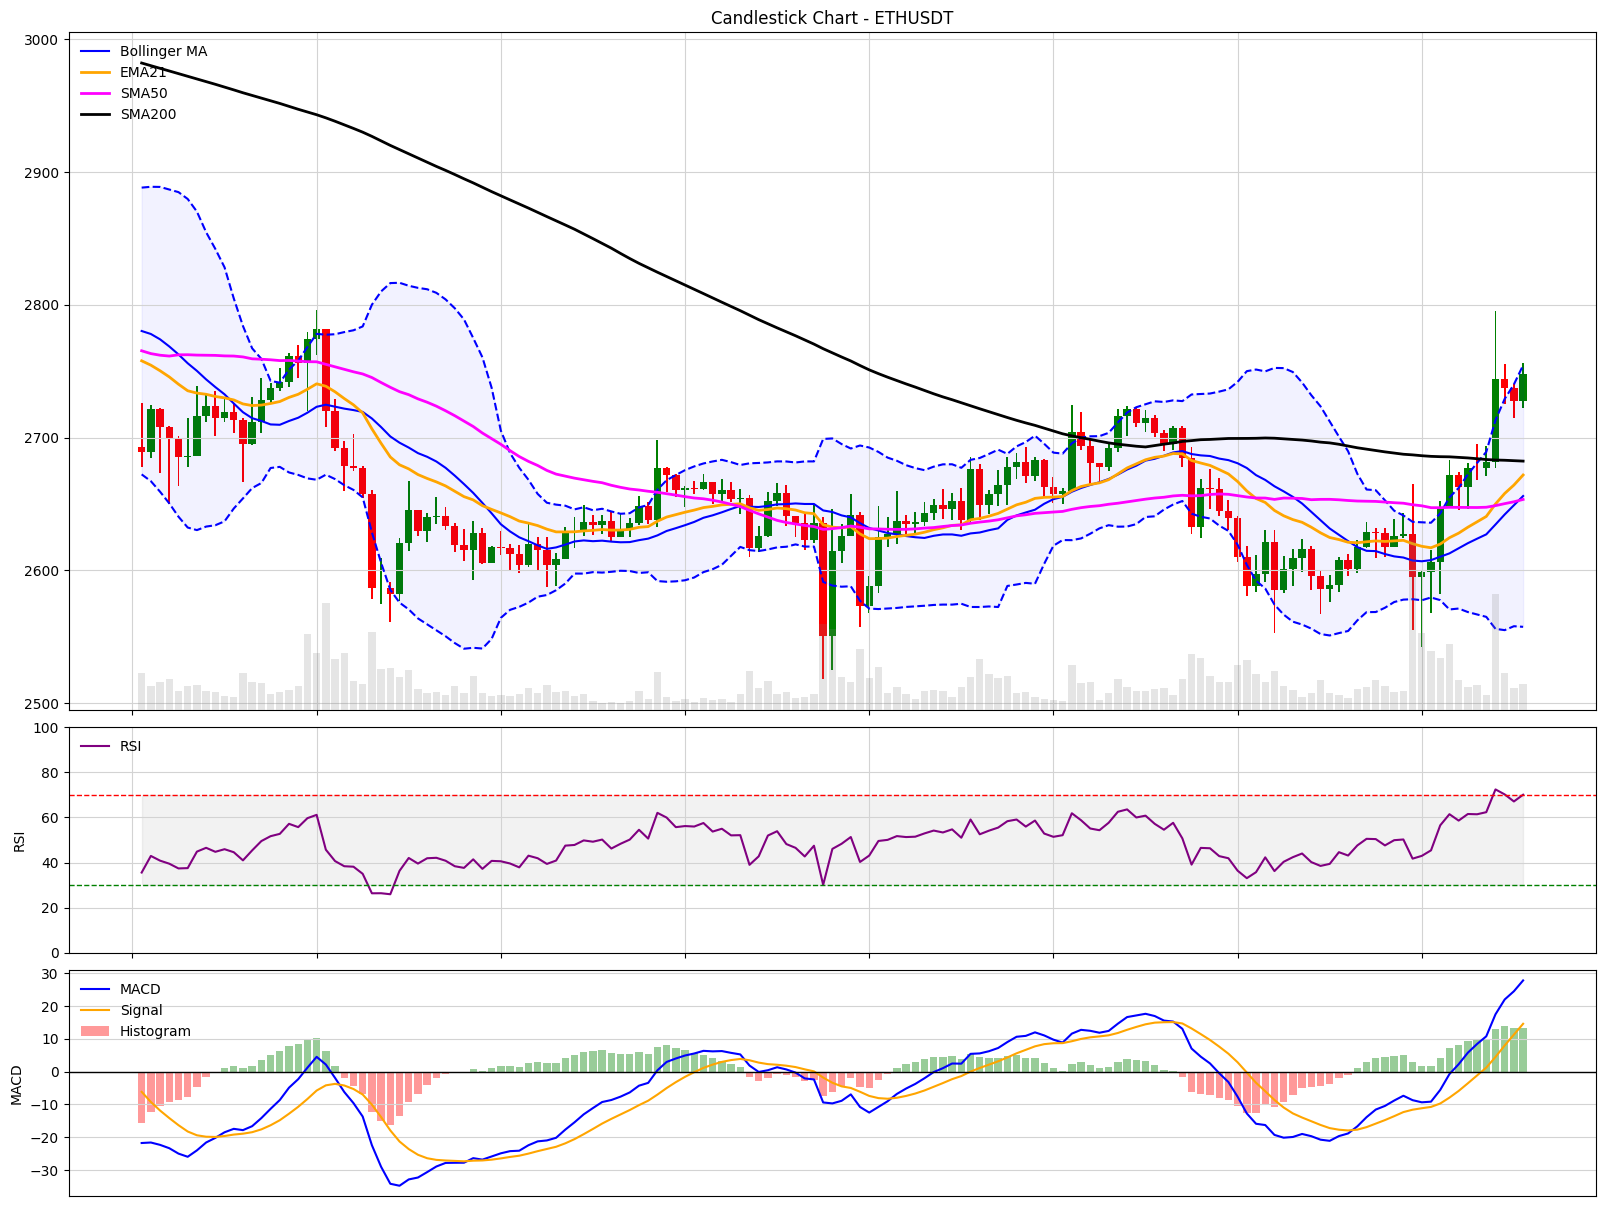 Candlestick Chart - ETHUSDT
3000
2900
2800
2700
2600
2500
Bollinger MA
EMA21
SMA50
SMA200
100
80
60
40
20
0
RSI
RSI
30
20
10
0
−10
−20
−30
MACD
MACD
Signal
Histogram